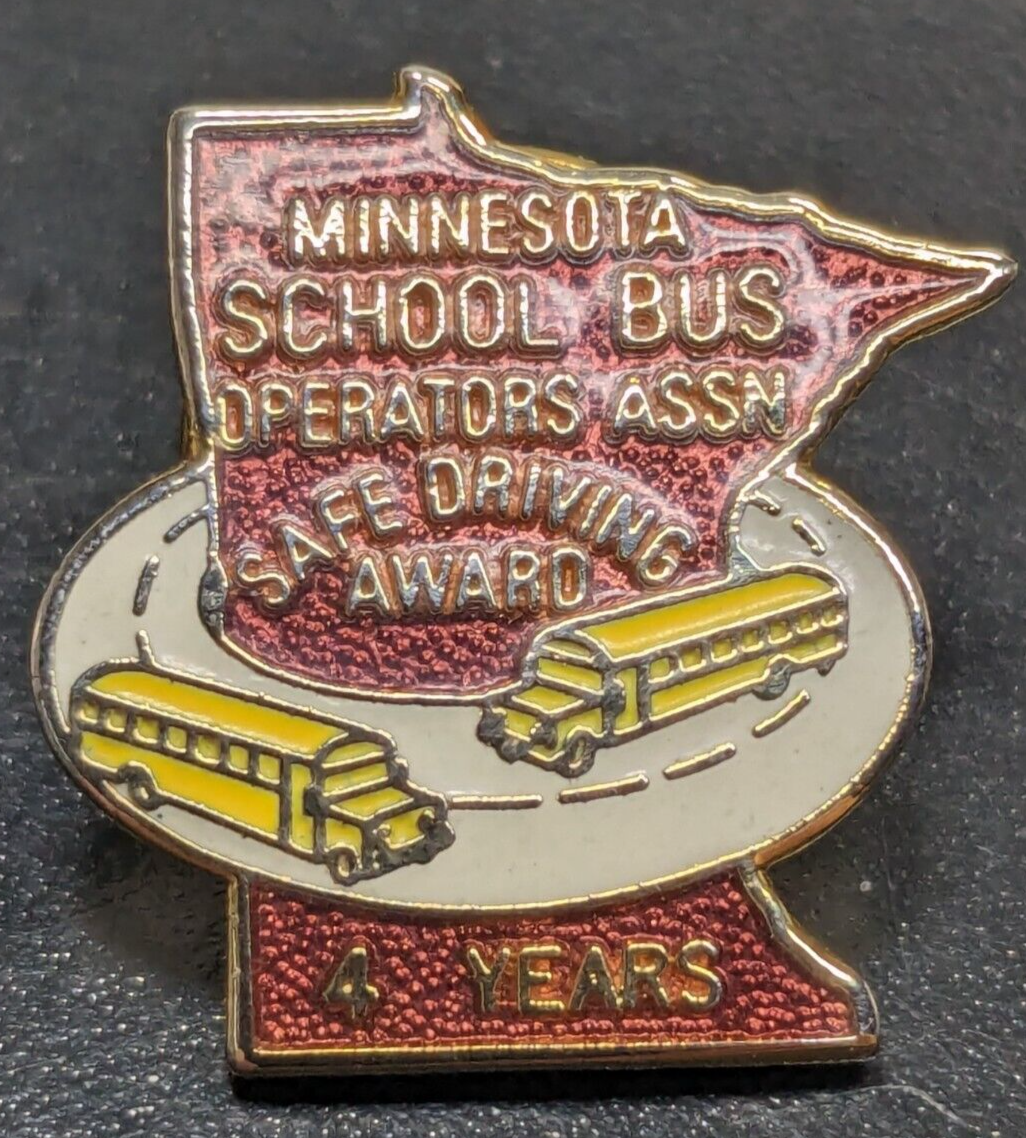 MINNESOTA
SCHOOL BUS
OPERATORS ASSN
SAFE DRIVING
AWARD
4 YEARS